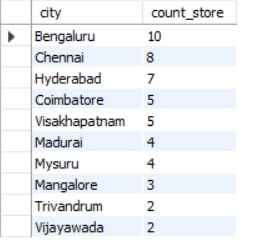 city count_store
Bengaluru 10
Chennai 8
Hyderabad 7
Coimbatore 5
Visakhapatnam 5
Madurai 4
Mysuru 4
Mangalore 3
Trivandrum 2
Vijayawada 2